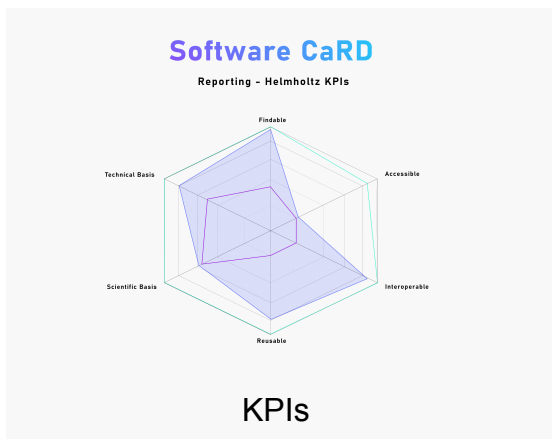 Software CaRD
Reporting - Helmholtz KPIs
Findable
Technical Basis
Accessible
Scientific Basis
Interoperable
Reusable
KPIs